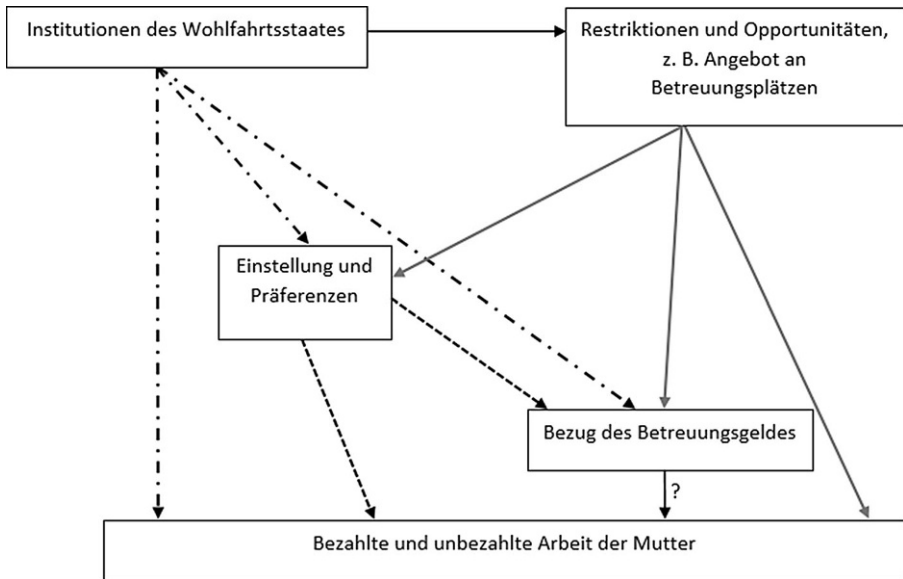 Institutionen des Wohlfahrtsstaates
Restriktionen und Opportunitäten,
z. B. Angebot an
Betreuungsplätzen
Einstellung und
Präferenzen
Bezug des Betreuungsgeldes
?
Bezahlte und unbezahlte Arbeit der Mutter